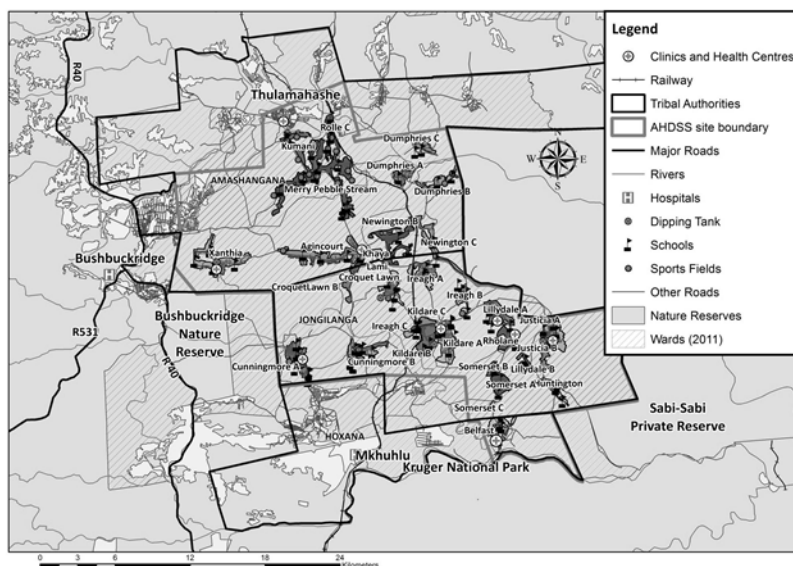 Legend
Clinics and Health Centres
Railway
Tribal Authorities
AHDSS site boundary
Major Roads
Rivers
Hospitals
Dipping Tank
Schools
Sports Fields
Other Roads
Nature Reserves
Wards (2011)
R40
Thulamahashe
Rolle C
Kumani
Dumphries C
N
W E
S
AMASHANGANA
Dumphries A
Merry Pebble Stream
Dumphries B
Newington B
Xanthia
Agincourt
Newington C
Khaya
Lami
Bushbuckridge
Croquet Lawn
Ireagh A
CroquetLawn B
Ireagh B
Bushbuckridge
Nature
Reserve
JONGILANGA
Kildare C
Lillydale A
Justicia A
R531
Ireagh C
Kildare A
Rholane
Justicia B
Kildare B
R40
Cunningmore A
Cunningmore B
Lillydale B
Somerset B
Somerset A
Huntington
Somerset C
Sabi-Sabi
Private Reserve
HOXANA
Belfast
Mkhuhlu
Kruger National Park
0 3 6 12 18 24
Kilometers